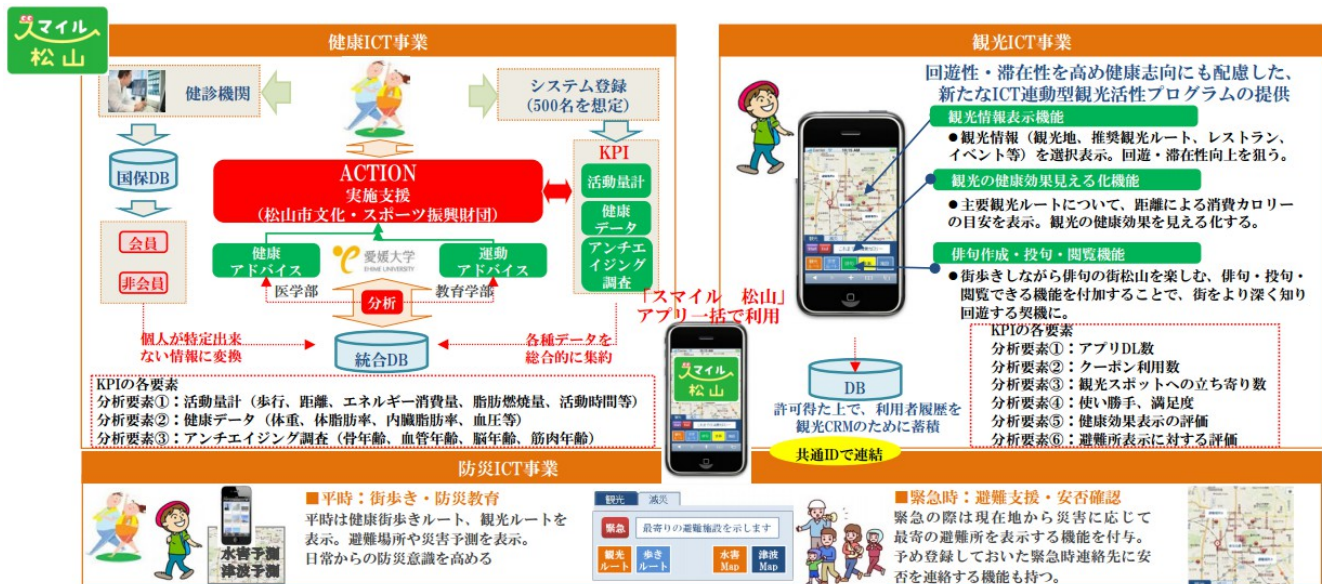 スマイル
松山
健康ICT事業
健診機関
システム登録
(500名を想定)
国保DB
会員
非会員
ACTION
実施支援
(松山市文化・スポーツ振興財団)
KPI
活動量計
健康
データ
アンチエ
イジング
調査
健康
アドバイス
愛媛大学
EHIME UNIVERSITY
運動
アドバイス
医学部
分析
教育学部
個人が特定出来
ない情報に変換
統合DB
各種データを
総合的に集約
KPIの各要素
分析要素①:活動量計(歩行、距離、エネルギー消費量、脂肪燃焼量、活動時間等)
分析要素②:健康データ(体重、体脂肪率、内臓脂肪率、血圧等)
分析要素③:アンチエイジング調査(骨年齢、血管年齢、脳年齢、筋肉年齢)
「スマイル 松山」
アプリ一括で利用
スマイル
松山
観光ICT事業
回遊性・滞在性を高め健康志向にも配慮した、
新たなICT連動型観光活性プログラムの提供
観光情報表示機能
●観光情報(観光地、推奨観光ルート、レストラン、
イベント等)を選択表示。回遊・滞在性向上を狙う。
観光の健康効果見える化機能
●主要観光ルートについて、距離による消費カロリー
の目安を表示。観光の健康効果を見える化する。
俳句作成・投句・閲覧機能
●街歩きしながら俳句の街松山を楽しむ、俳句・投句・
閲覧できる機能を付加することで、街をより深く知り
回遊する契機に。
DB
許可得た上で、利用者履歴を
観光CRMのために蓄積
共通IDで連結
KPIの各要素
分析要素①:アプリDL数
分析要素②:クーポン利用数
分析要素③:観光スポットへの立ち寄り数
分析要素④:使い勝手、満足度
分析要素⑤:健康効果表示の評価
分析要素⑥:避難所表示に対する評価
防災ICT事業
水害予測
津波予測
■平時:街歩き・防災教育
平時は健康街歩きルート、観光ルートを
表示。避難場所や災害予測を表示。
日常からの防災意識を高める
観光 減災
緊急 最寄りの避難施設を示します
観光
ルート
歩き
ルート
水害
Map
津波
Map
■緊急時:避難支援・安否確認
緊急の際は現在地から災害に応じて
最寄の避難所を表示する機能を付与。
予め登録しておいた緊急時連絡先に安
否を連絡する機能も持つ。